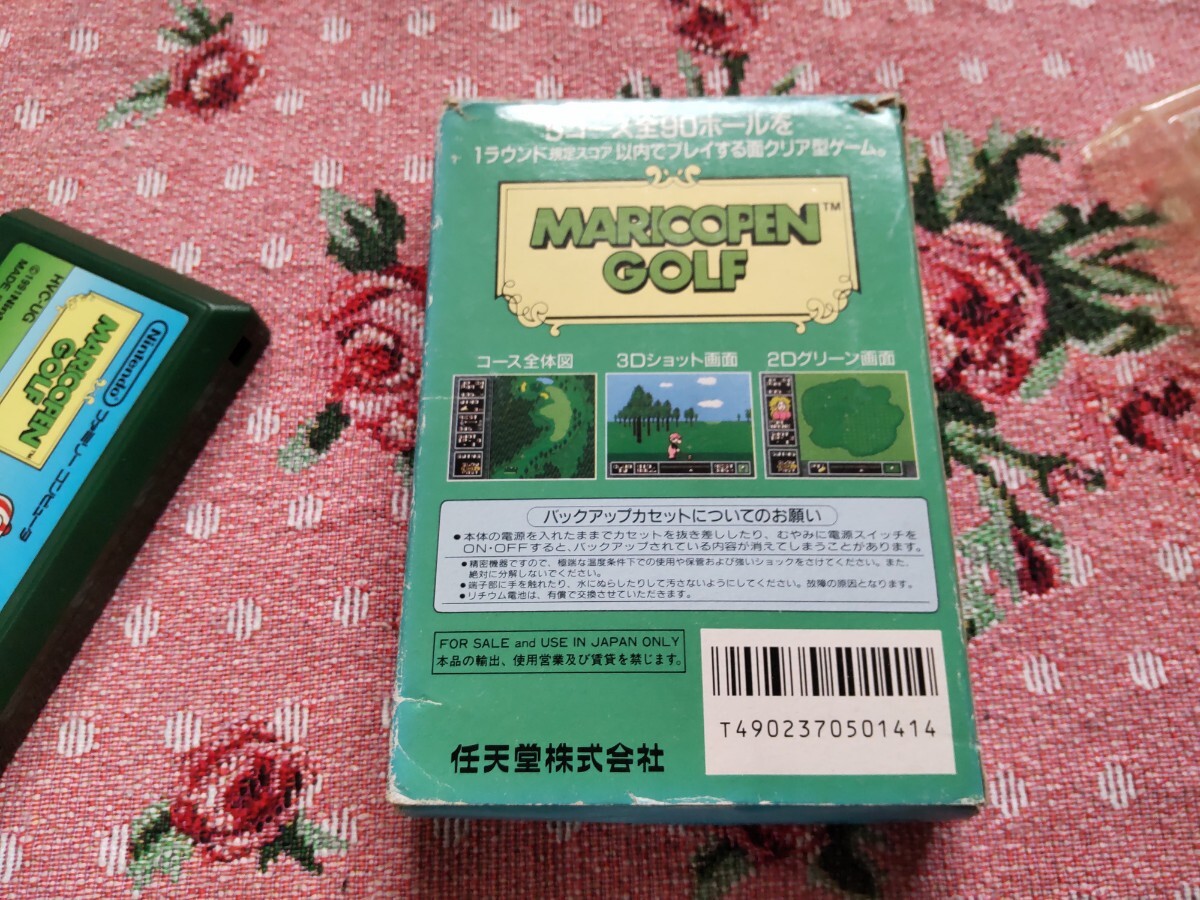 5コース全90ホールを
1ラウンド規定スコア以内でプレイする面クリア型ゲーム。
MARIOOPEN™
GOLF
コース全体図
3Dショット画面
2Dグリーン画面
バックアップカセットについてのお願い
●本体の電源を入れたままでカセットを抜き差ししたり、むやみに電源スイッチを
ON・OFFすると、バックアップされている内容が消えてしまうことがあります。
●精密機器ですので、極端な温度条件下での使用や保管および強いショックをさけてください。また、
絶対に分解しないでください。
●端子部に手を触れたり、水にぬらしたりして汚さないようにしてください。故障の原因となります。
●リチウム電池は、有償で交換させていただきます。
FOR SALE and USE IN JAPAN ONLY
本品の輸出、使用営業及び賃貸を禁じます。
T4902370501414
任天堂株式会社
Nintendo
ファミリーコンピュータ
MARIOOPEN
GOLF
HVC-UG
©1991Nin
MADE